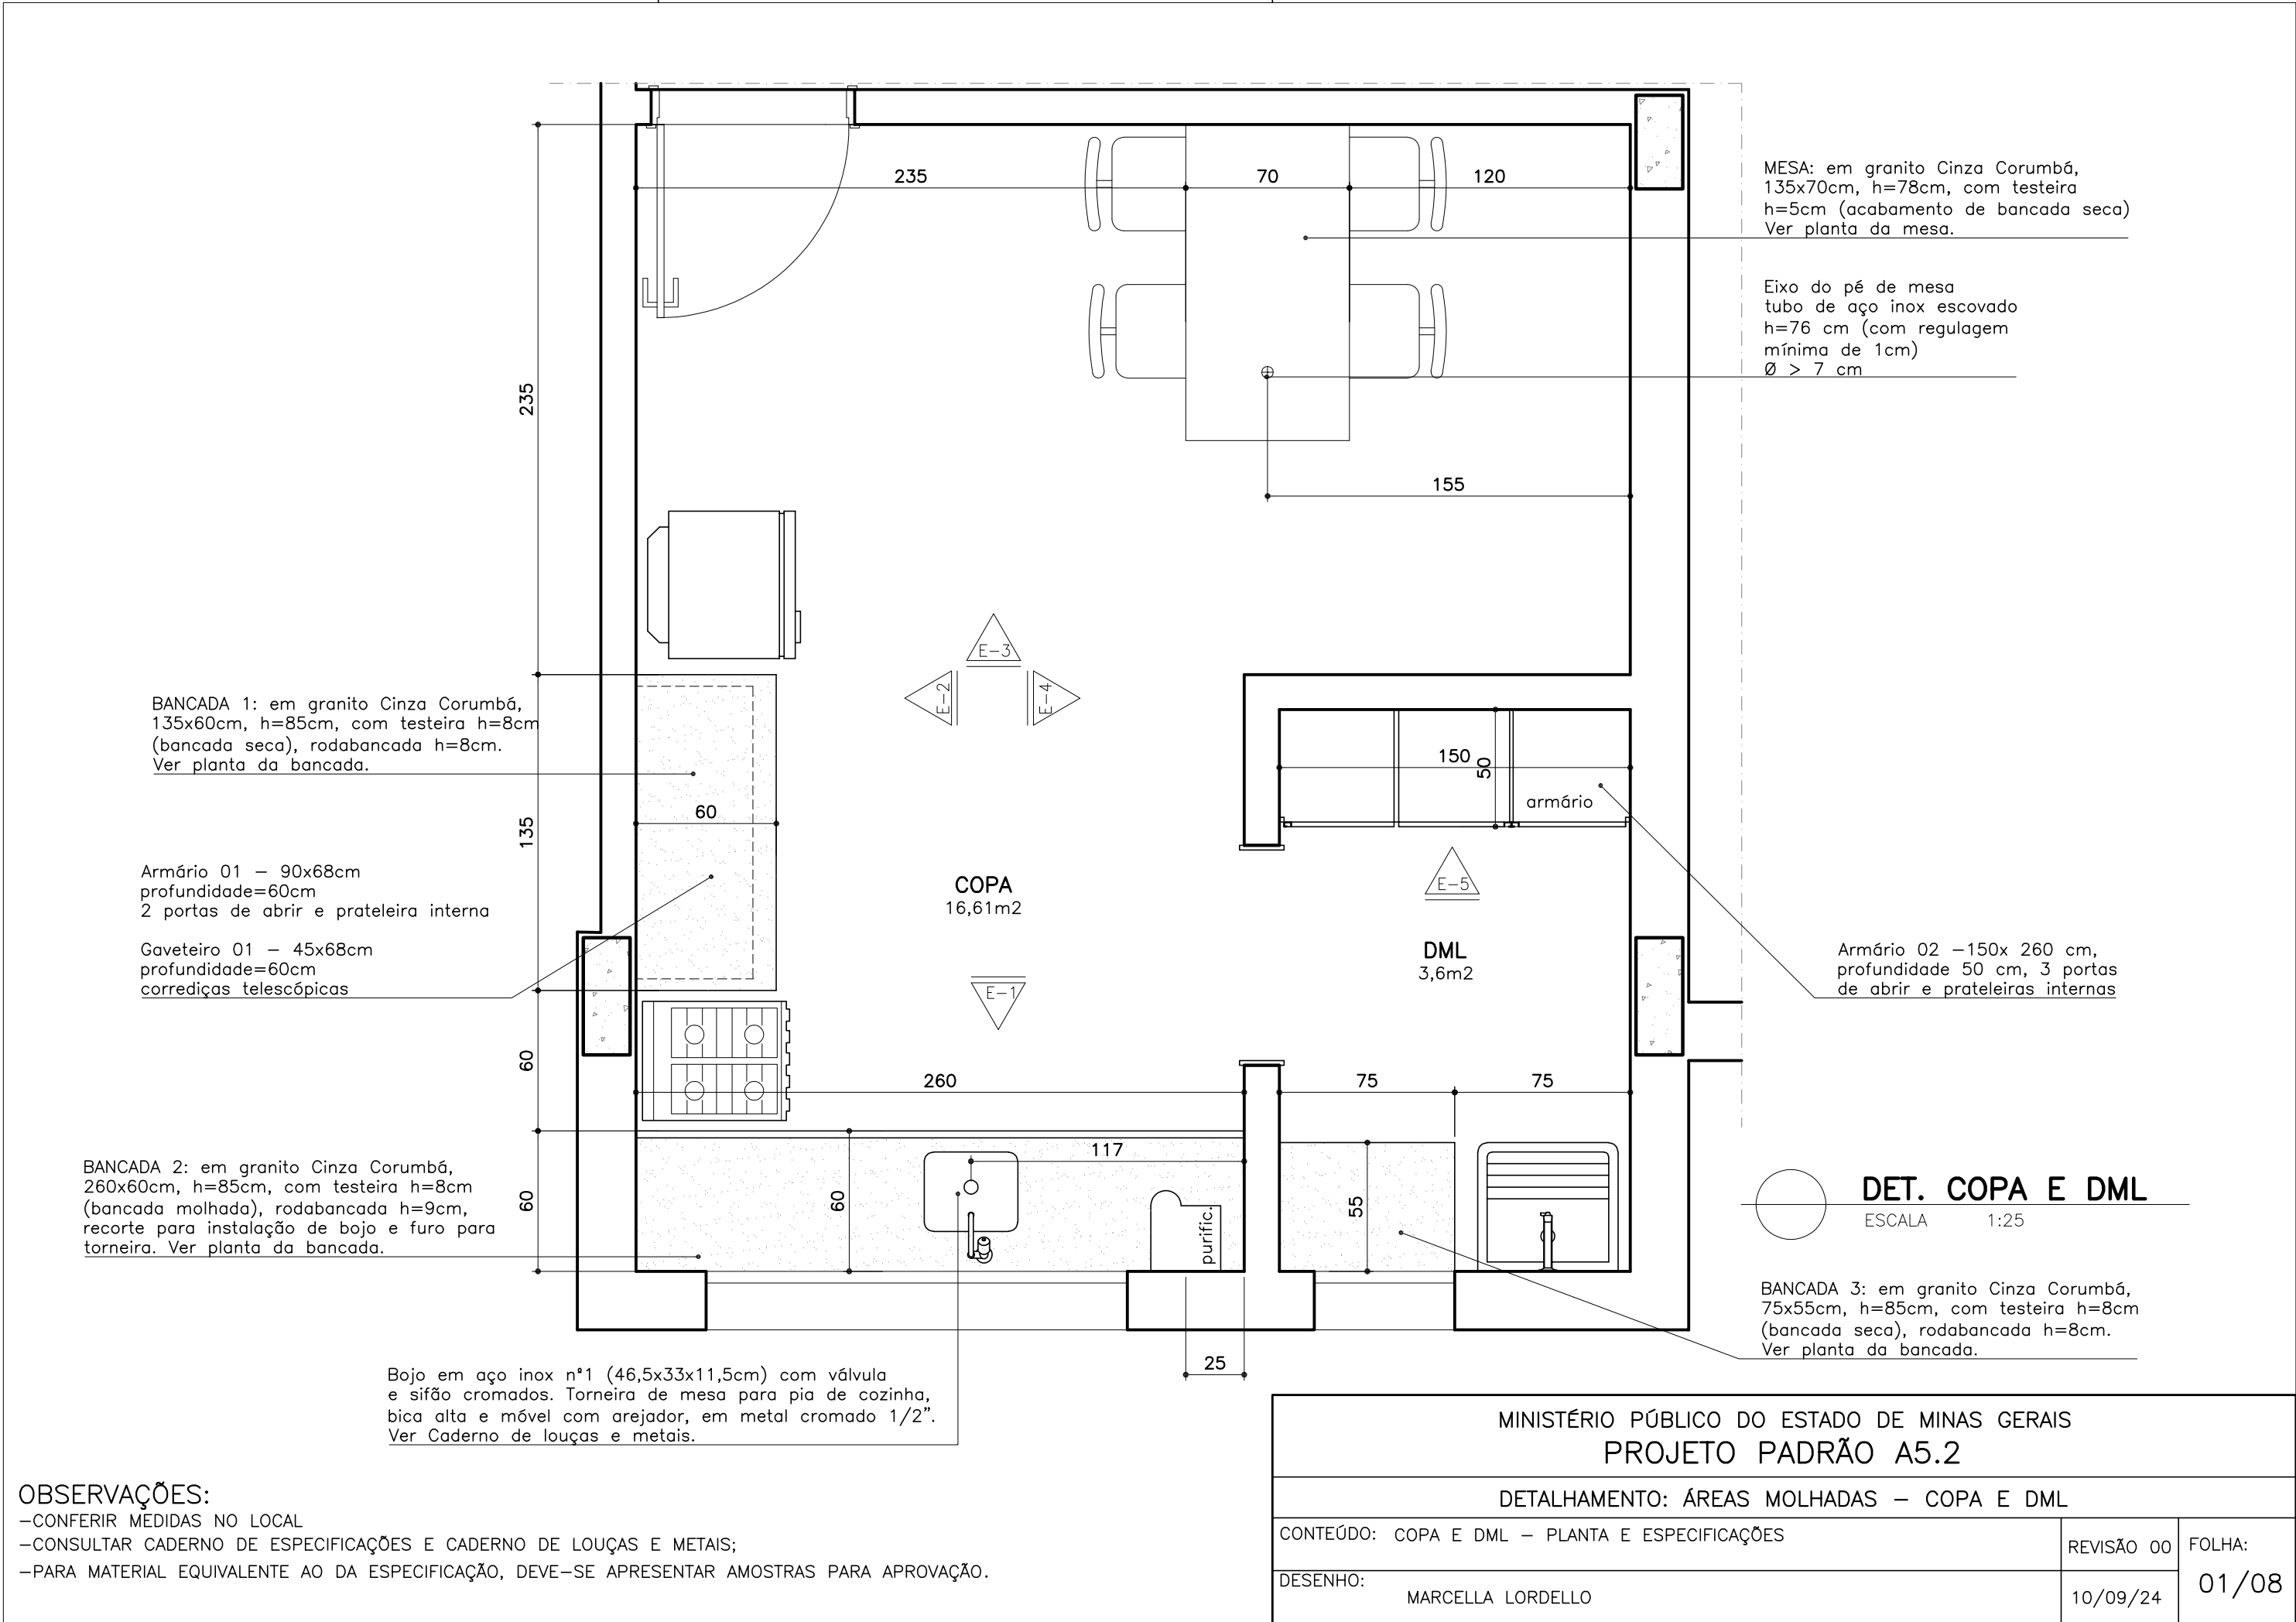 235
70
120
MESA: em granito Cinza Corumbá,
135x70cm, h=78cm, com testeira
h=5cm (acabamento de bancada seca)
Ver planta da mesa.
Eixo do pé de mesa
tubo de aço inox escovado
h=76 cm (com regulagem
mínima de 1cm)
Ø > 7 cm
235
155
E-3
E-2
E-4
BANCADA 1: em granito Cinza Corumbá,
135x60cm, h=85cm, com testeira h=8cm
(bancada seca), rodabancada h=8cm.
Ver planta da bancada.
150
50
armário
60
135
Armário 01 - 90x68cm
profundidade=60cm
2 portas de abrir e prateleira interna
COPA
16,61m2
E-5
Gaveteiro 01 - 45x68cm
profundidade=60cm
corrediças telescópicas
DML
3,6m2
Armário 02 -150x 260 cm,
profundidade 50 cm, 3 portas
de abrir e prateleiras internas
E-1
60
260
75
75
117
BANCADA 2: em granito Cinza Corumbá,
260x60cm, h=85cm, com testeira h=8cm
(bancada molhada), rodabancada h=9cm,
recorte para instalação de bojo e furo para
torneira. Ver planta da bancada.
60
60
purific.
55
DET. COPA E DML
ESCALA 1:25
BANCADA 3: em granito Cinza Corumbá,
75x55cm, h=85cm, com testeira h=8cm
(bancada seca), rodabancada h=8cm.
Ver planta da bancada.
25
Bojo em aço inox nº1 (46,5x33x11,5cm) com válvula
e sifão cromados. Torneira de mesa para pia de cozinha,
bica alta e móvel com arejador, em metal cromado 1/2".
Ver Caderno de louças e metais.
OBSERVAÇÕES:
-CONFERIR MEDIDAS NO LOCAL
-CONSULTAR CADERNO DE ESPECIFICAÇÕES E CADERNO DE LOUÇAS E METAIS;
-PARA MATERIAL EQUIVALENTE AO DA ESPECIFICAÇÃO, DEVE-SE APRESENTAR AMOSTRAS PARA APROVAÇÃO.
MINISTÉRIO PÚBLICO DO ESTADO DE MINAS GERAIS
PROJETO PADRÃO A5.2
DETALHAMENTO: ÁREAS MOLHADAS - COPA E DML
CONTEÚDO: COPA E DML - PLANTA E ESPECIFICAÇÕES
REVISÃO 00
FOLHA:
01/08
DESENHO:
MARCELLA LORDELLO
10/09/24